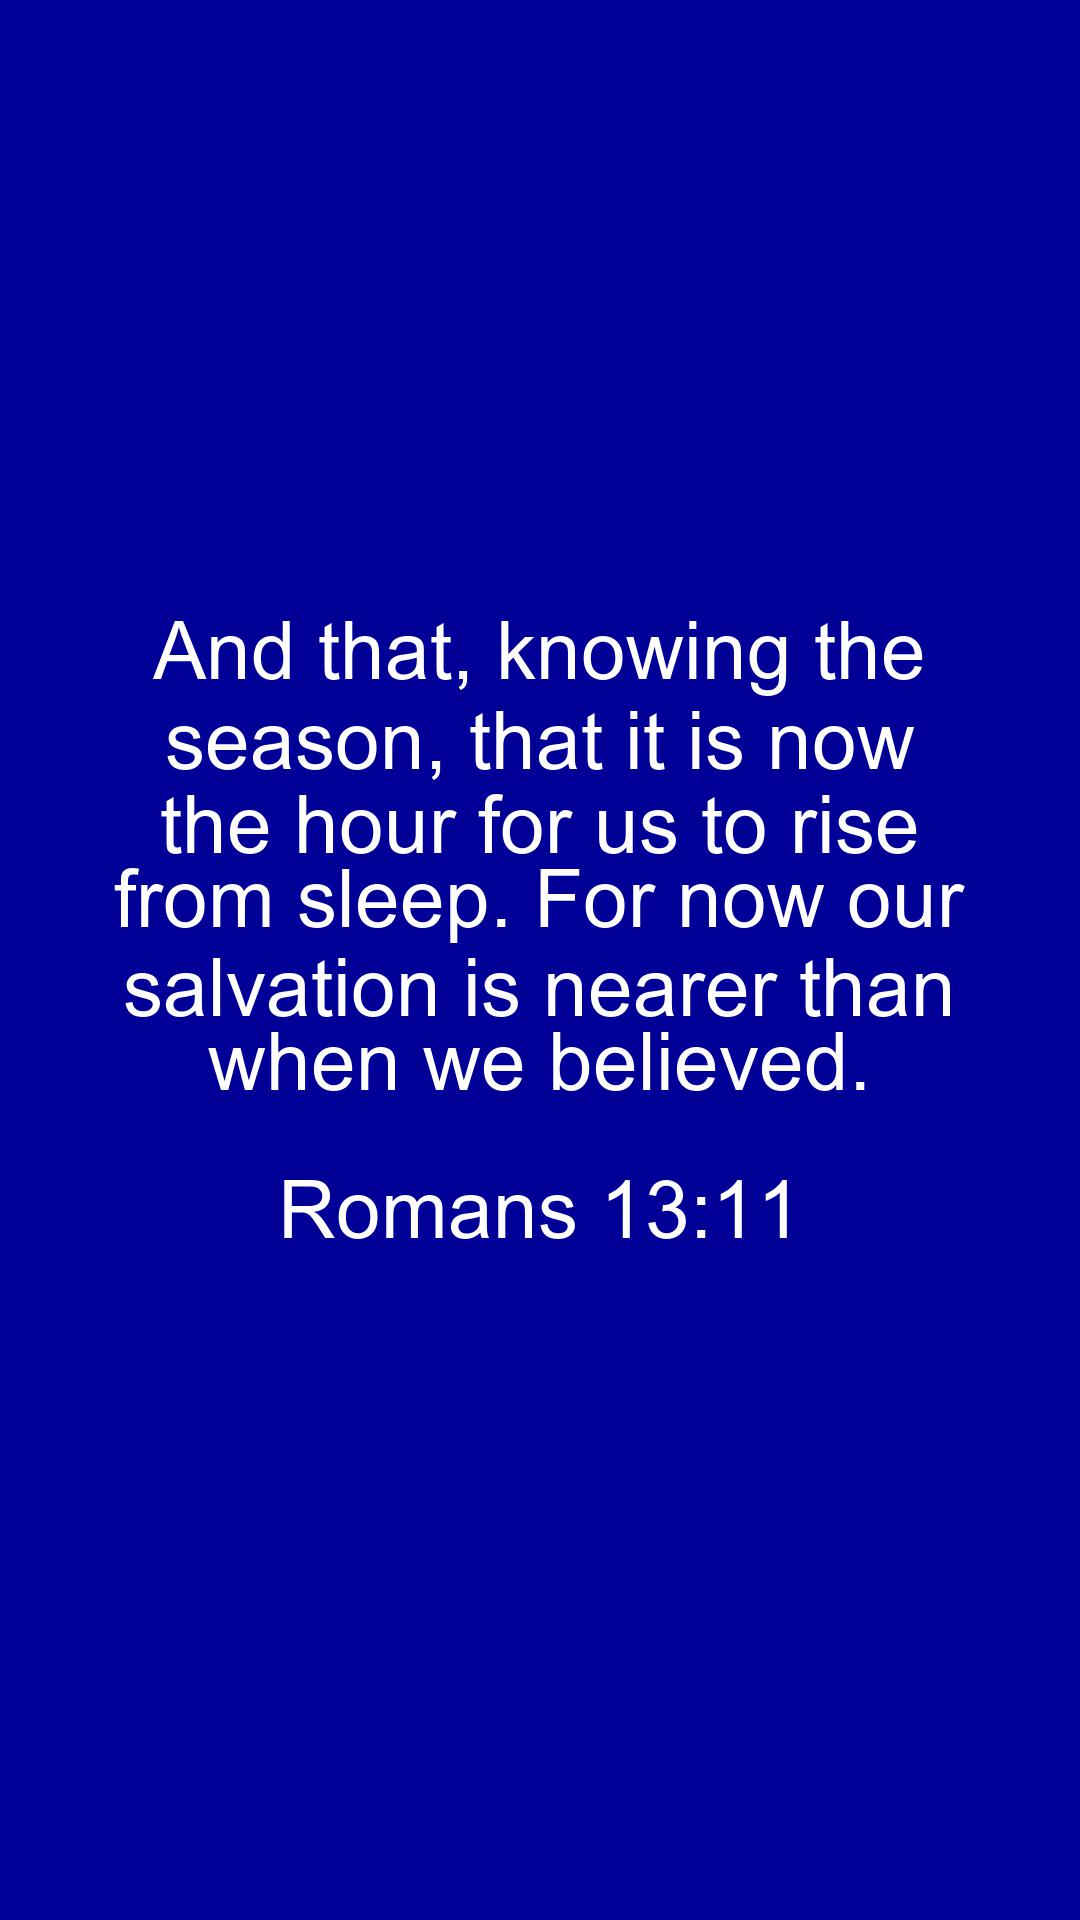 And that, knowing the
season, that it is now
the hour for us to rise
from sleep. For now our
salvation is nearer than
when we believed.
Romans 13:11